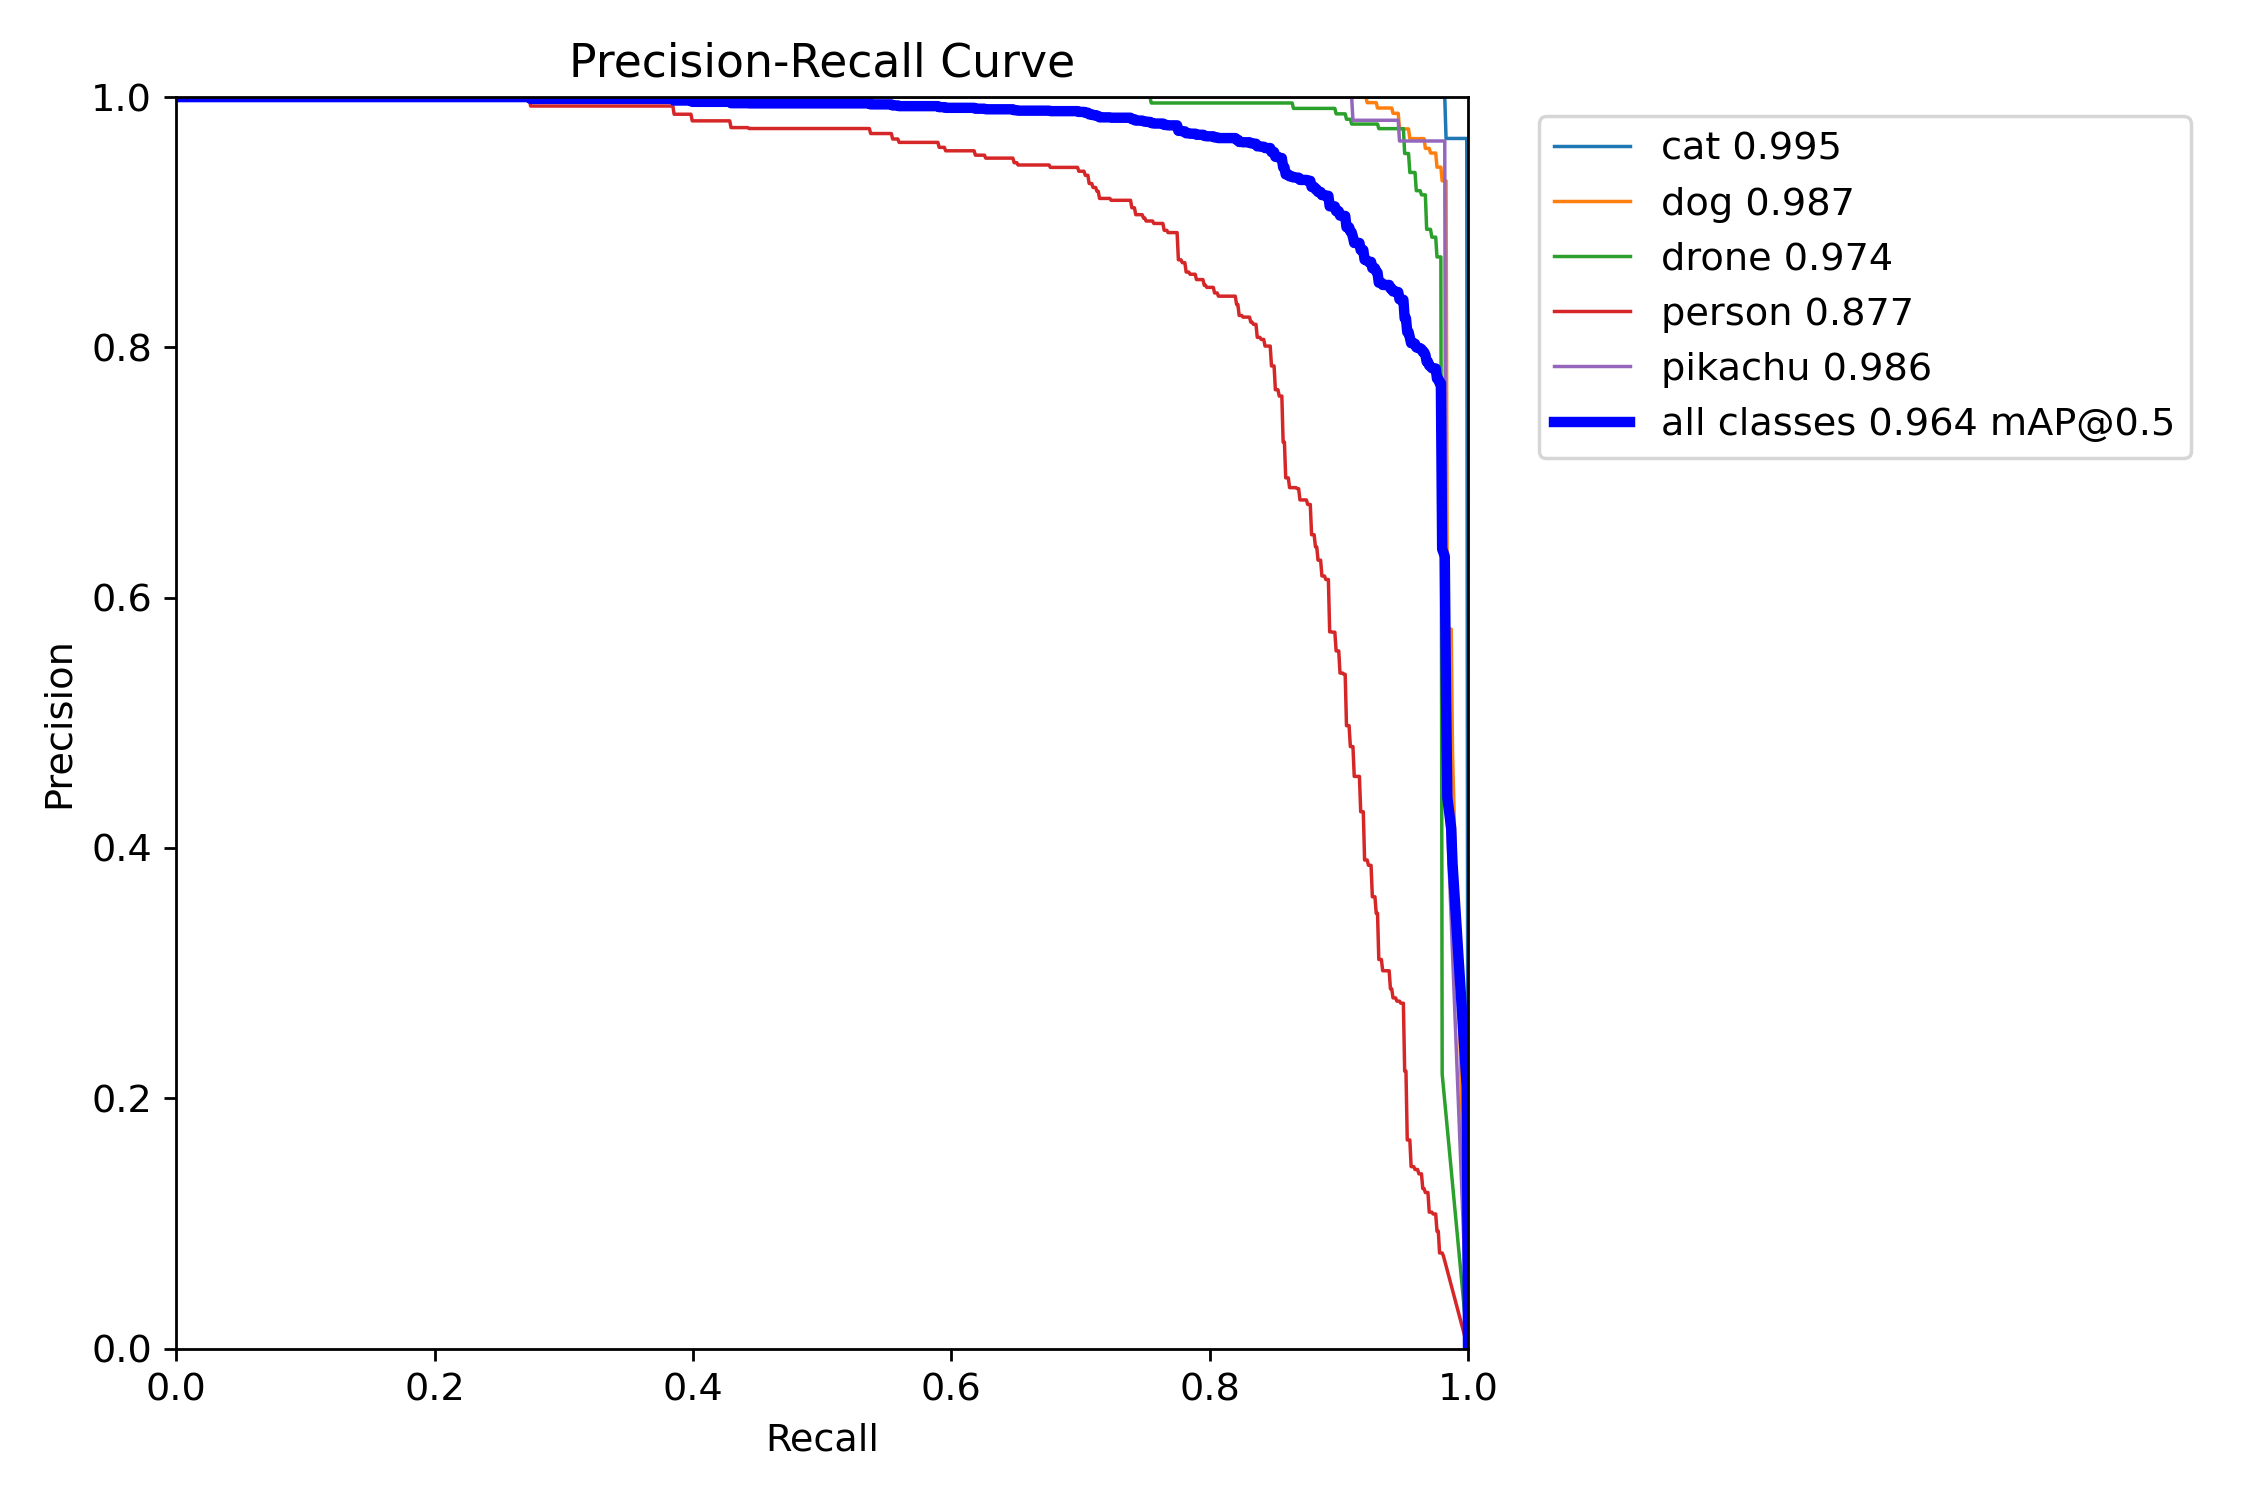 Precision-Recall Curve
1.0
0.8
0.6
0.4
0.2
0.0
Precision
0.0 0.2 0.4 0.6 0.8 1.0
Recall
cat 0.995
dog 0.987
drone 0.974
person 0.877
pikachu 0.986
all classes 0.964 mAP@0.5